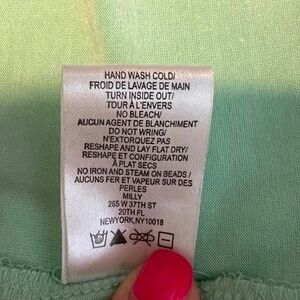 HAND WASH COLD/
FROID DE LAVAGE DE MAIN
TURN INSIDE OUT/
TOUR À L'ENVERS
NO BLEACH/
AUCUN AGENT DE BLANCHIMENT
DO NOT WRING/
N'EXTORQUEZ PAS
RESHAPE AND LAY FLAT DRY/
RESHAPE ET CONFIGURATION
À PLAT SECS
NO IRON AND STEAM ON BEADS /
AUCUNS FER ET VAPEUR SUR DES
PERLES
MILLY
265 W 37TH ST
20TH FL
NEWYORK,NY10018